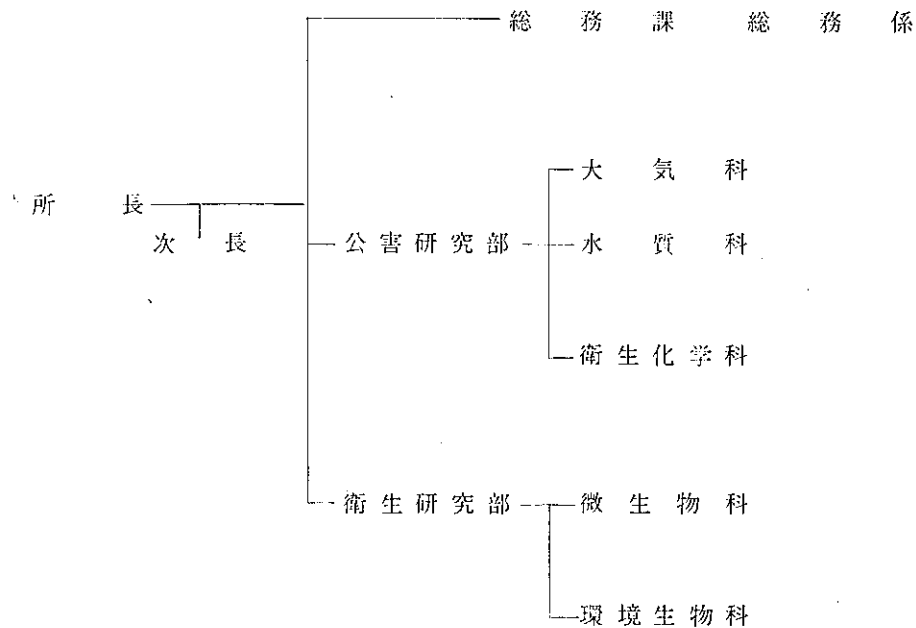 総務課 総務係
大気科
所長
次長 公害研究部 水質科
衛生化学科
衛生研究部 微生物科
環境生物科